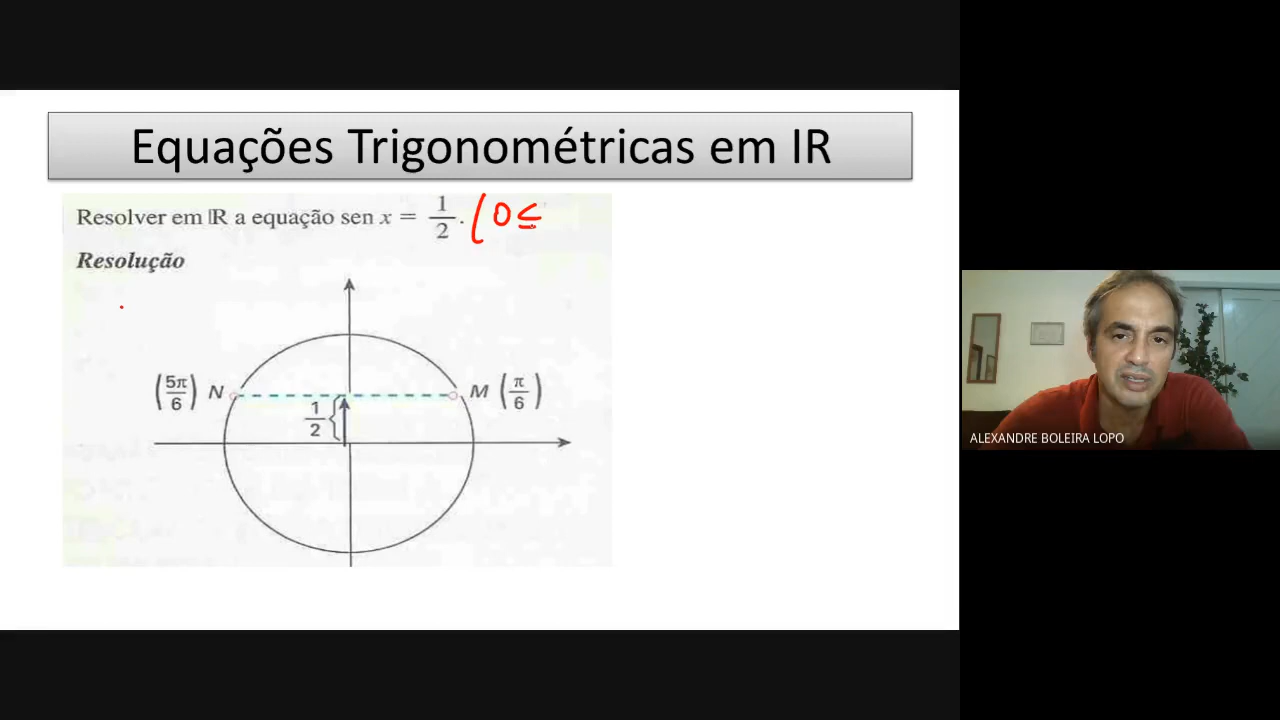 Equações Trigonométricas em IR
Resolver em IR a equação sen x = 1/2. (0 ≤
Resolução
(5π/6) N
M (π/6)
1/2
ALEXANDRE BOLEIRA LOPO